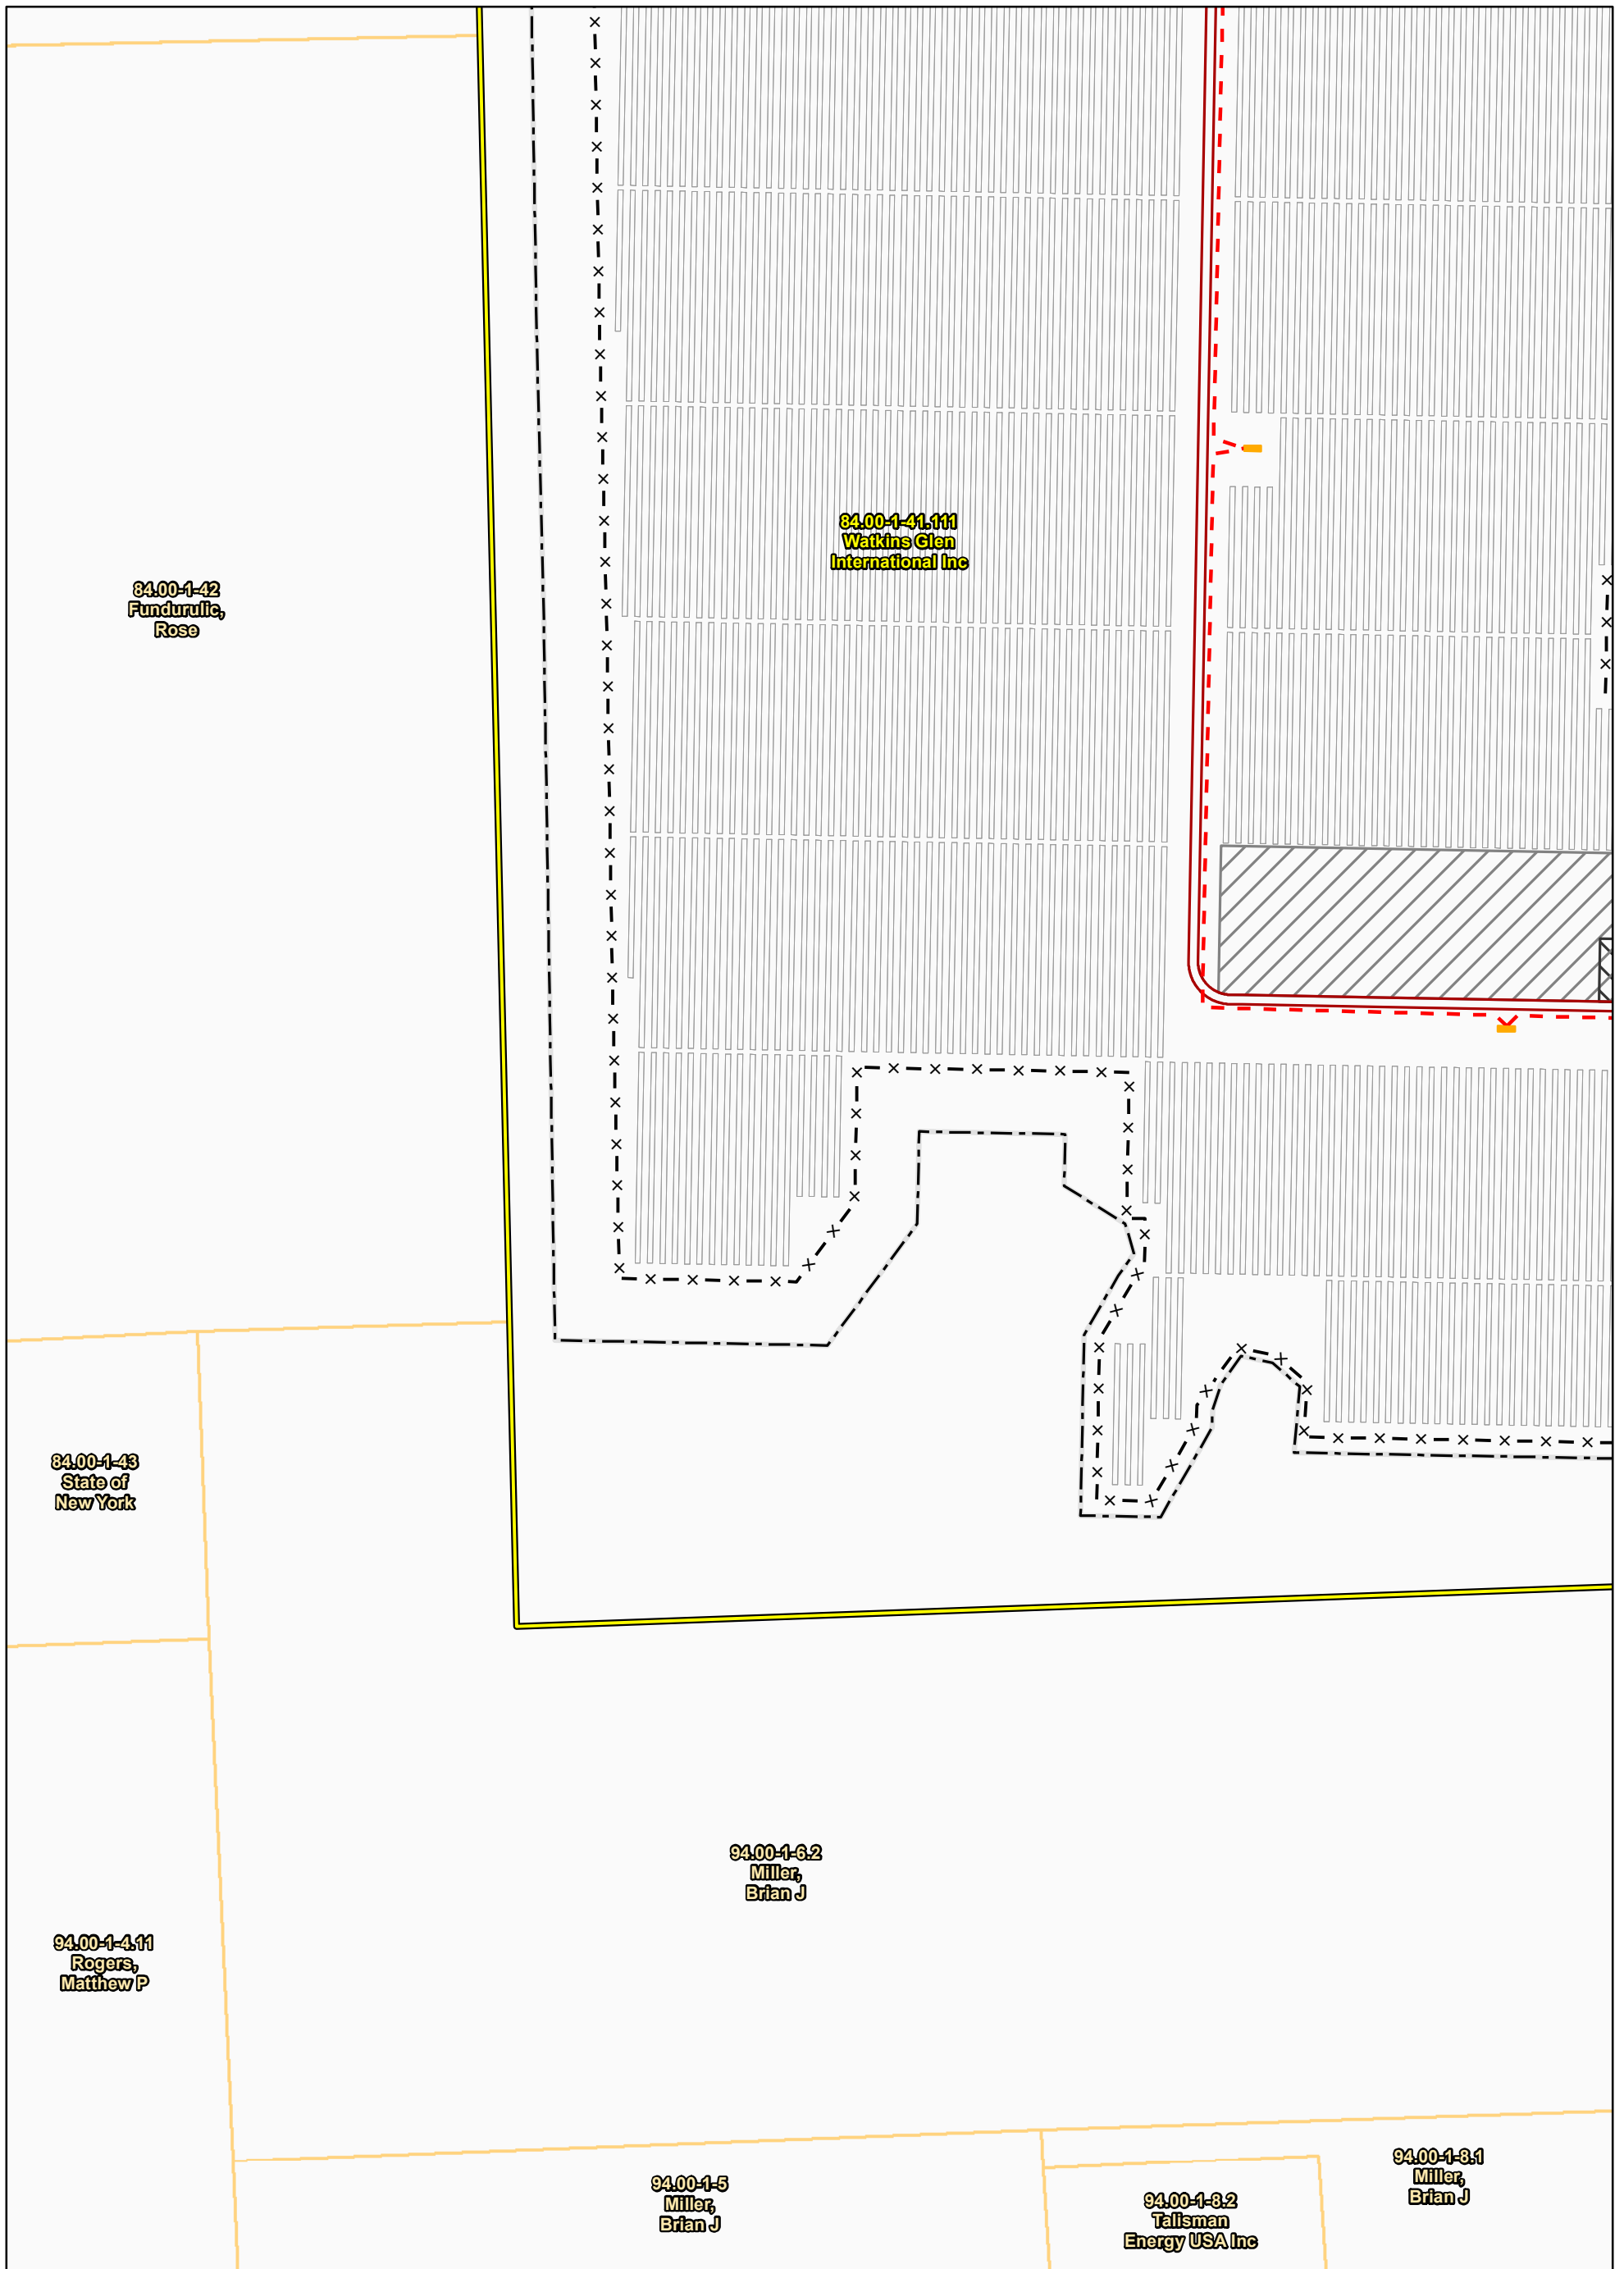 84.00-1-41.111
Watkins Glen
International Inc
84.00-1-42
Fundurulic,
Rose
84.00-1-43
State of
New York
94.00-1-6.2
Miller,
Brian J
94.00-1-4.11
Rogers,
Matthew P
94.00-1-5
Miller,
Brian J
94.00-1-8.2
Talisman
Energy USA Inc
94.00-1-8.1
Miller,
Brian J